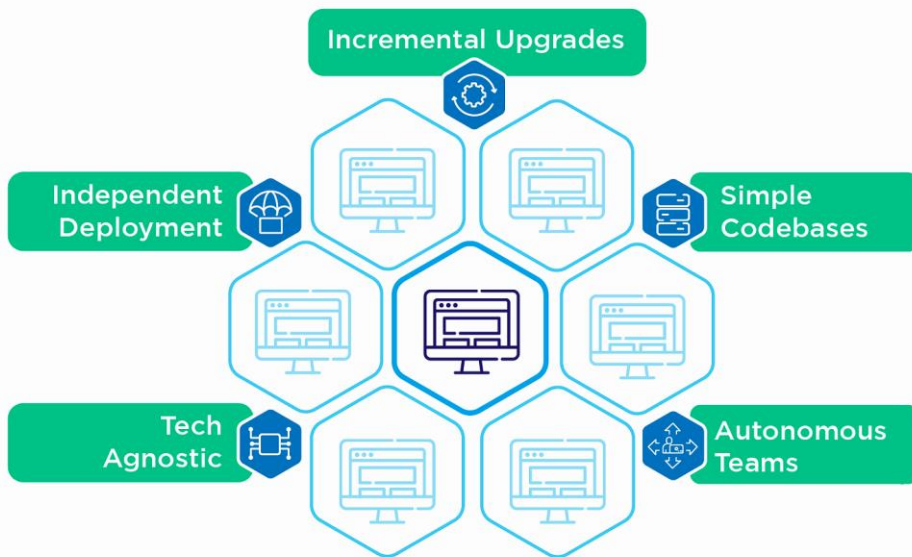 Incremental Upgrades
Independent
Deployment
Simple
Codebases
Tech
Agnostic
Autonomous
Teams